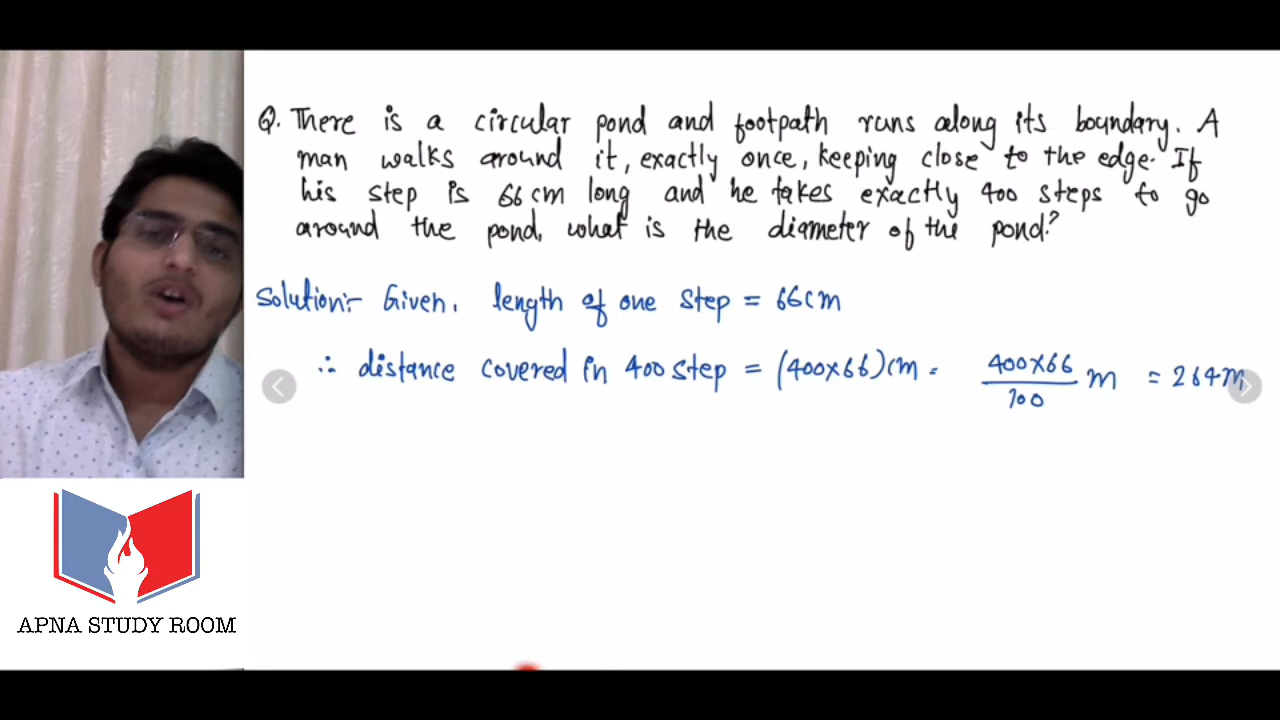 Q. There is a circular pond and footpath runs along its boundary. A
man walks around it, exactly once, keeping close to the edge. If
his step is 66 cm long and he takes exactly 400 steps to go
around the pond, what is the diameter of the pond?
Solution:- Given, length of one step = 66cm
∴ distance covered in 400 step = (400×66)cm = 400×66/100 m = 264m
APNA STUDY ROOM